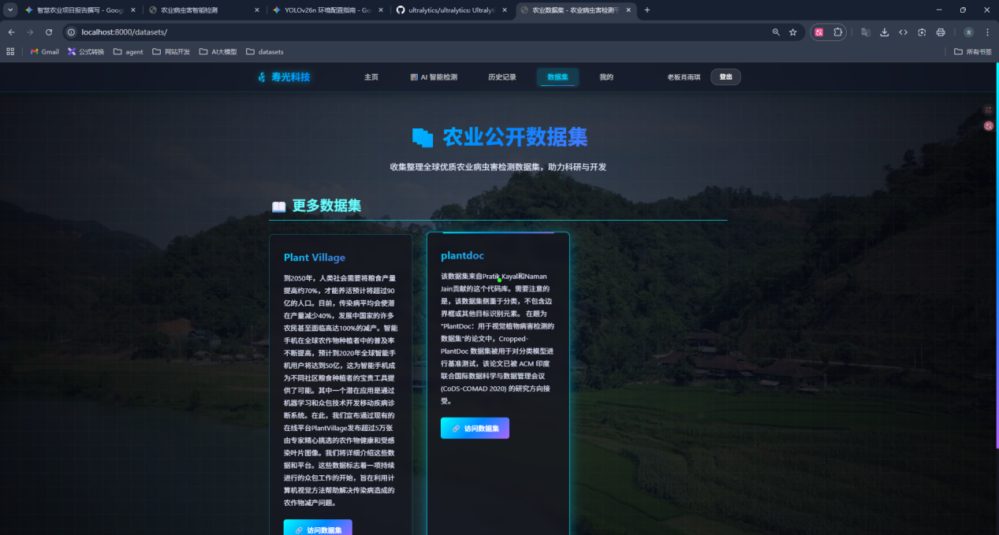 智慧农业项目报告撰写 - Goog
农业病虫害智能检测
YOLOv26n 环境配置指南 - Go
ultralytics/ultralytics: Ultralyt
农业数据集 - 农业病虫害检测平
localhost:8000/datasets/
Gmail
公式转换
agent
网站开发
AI大模型
datasets
所有书签
寿光科技
主页
AI 智能检测
历史记录
数据集
我的
老板肖雨琪
登出
农业公开数据集
收集整理全球优质农业病虫害检测数据集，助力科研与开发
更多数据集
Plant Village
到2050年，人类社会需要将粮食产量
提高约70%，才能养活预计将超过90
亿的人口。目前，传染病平均会使潜
在产量减少40%，发展中国家的许多
农民甚至面临高达100%的减产。智能
手机在全球农作物种植者中的普及率
不断提高，预计到2020年全球智能手
机用户将达到50亿，这为智能手机成
为不同社区粮食种植者的宝贵工具提
供了可能。其中一个潜在应用是通过
机器学习和众包技术开发移动疾病诊
断系统。在此，我们宣布通过现有的
在线平台PlantVillage发布超过5万张
由专家精心挑选的农作物健康和受感
染叶片图像。我们将详细介绍这些数
据和平台。这些数据标志着一项持续
进行的众包工作的开始，旨在利用计
算机视觉方法帮助解决传染病造成的
农作物减产问题。
访问数据集
plantdoc
该数据集来自Pratik Kayal和Naman
Jain贡献的这个代码库。需要注意的
是，该数据集侧重于分类，不包含边
界框或其他目标识别元素。 在题为
"PlantDoc：用于视觉植物病害检测的
数据集"的论文中，Cropped-
PlantDoc 数据集被用于对分类模型进
行基准测试，该论文已被 ACM 印度
联合国际数据科学与数据管理会议
(CoDS-COMAD 2020) 的研究方向接
受。
访问数据集